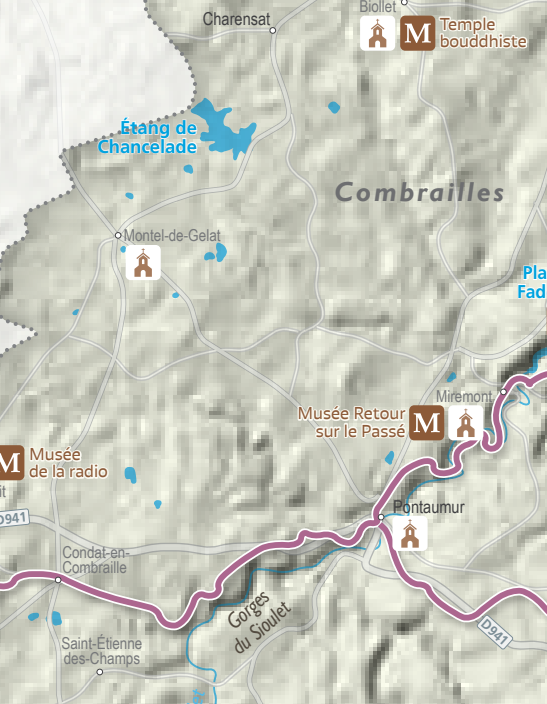 Biollet
Charensat
M
Temple
bouddhiste
Étang de
Chancelade
Combrailles
Montel-de-Gelat
Pla
Fad
Miremont
Musée Retour
sur le Passé
M
M
Musée
de la radio
it
Pontaumur
D941
Condat-en-
Combraille
Gorges
du Sioulet
D941
Saint-Étienne
des-Champs